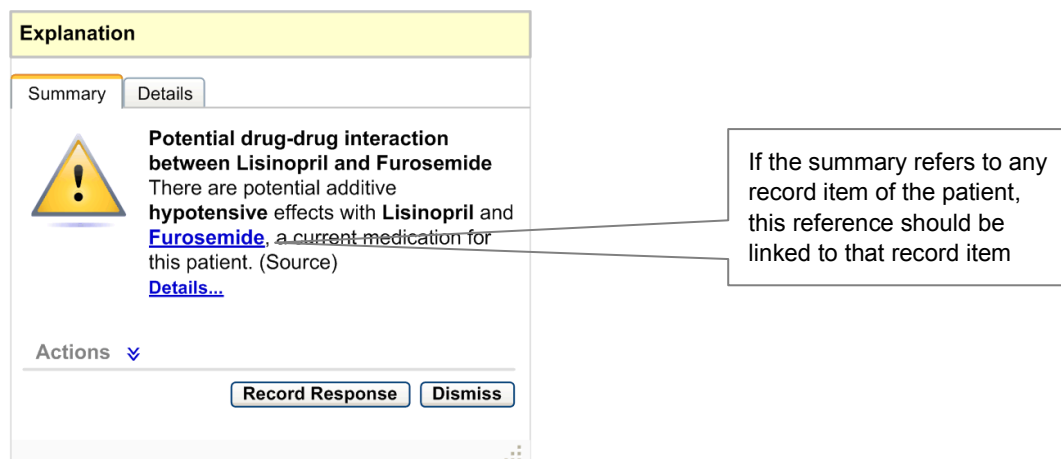 Explanation
Summary Details
Potential drug-drug interaction
between Lisinopril and Furosemide
There are potential additive
hypotensive effects with Lisinopril and
Furosemide, a current medication for
this patient. (Source)
Details...
If the summary refers to any
record item of the patient,
this reference should be
linked to that record item
Actions
Record Response Dismiss